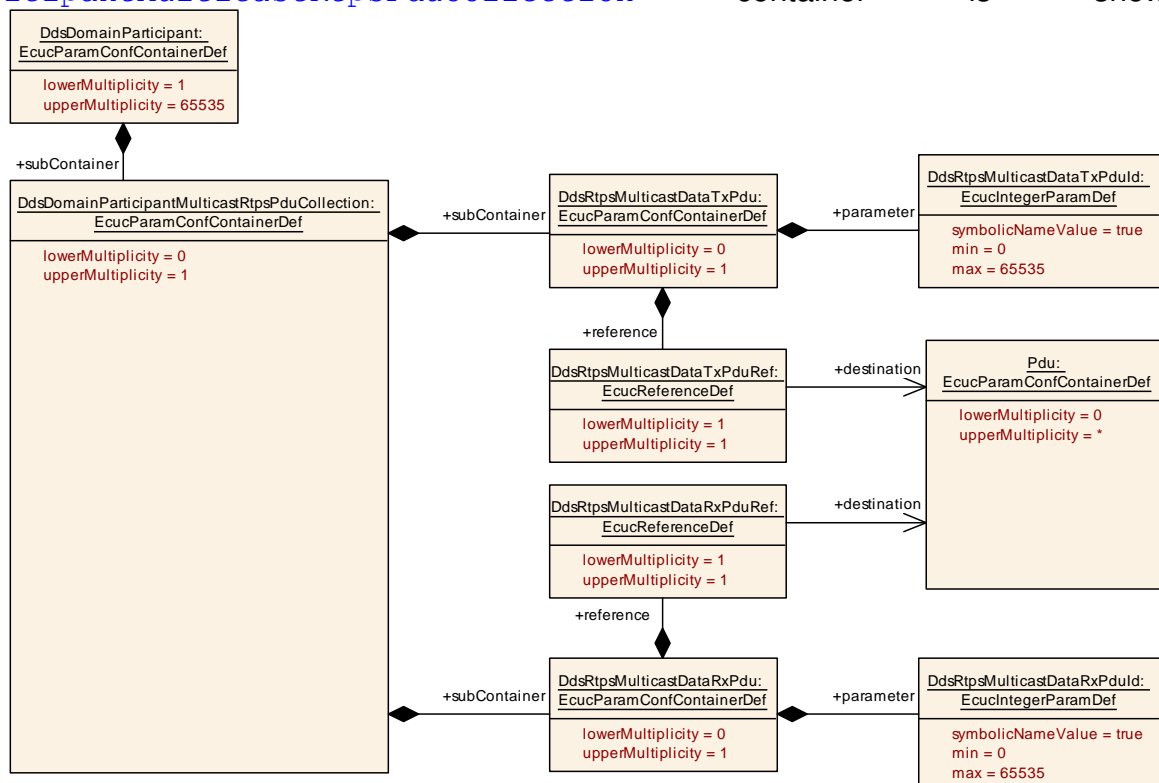 container is
DdsDomainParticipant:
EcucParamConfContainerDef
lowerMultiplicity = 1
upperMultiplicity = 65535
+subContainer
DdsDomainParticipantMulticastRtpsPduCollection:
EcucParamConfContainerDef
lowerMultiplicity = 0
upperMultiplicity = 1
+subContainer
DdsRtpsMulticastDataTxPdu:
EcucParamConfContainerDef
lowerMultiplicity = 0
upperMultiplicity = 1
+parameter
DdsRtpsMulticastDataTxPduId:
EcucIntegerParamDef
symbolicNameValue = true
min = 0
max = 65535
+reference
DdsRtpsMulticastDataTxPduRef:
EcucReferenceDef
lowerMultiplicity = 1
upperMultiplicity = 1
+destination
Pdu:
EcucParamConfContainerDef
lowerMultiplicity = 0
upperMultiplicity = *
DdsRtpsMulticastDataRxPduRef:
EcucReferenceDef
lowerMultiplicity = 1
upperMultiplicity = 1
+destination
+reference
+subContainer
DdsRtpsMulticastDataRxPdu:
EcucParamConfContainerDef
lowerMultiplicity = 0
upperMultiplicity = 1
+parameter
DdsRtpsMulticastDataRxPduId:
EcucIntegerParamDef
symbolicNameValue = true
min = 0
max = 65535